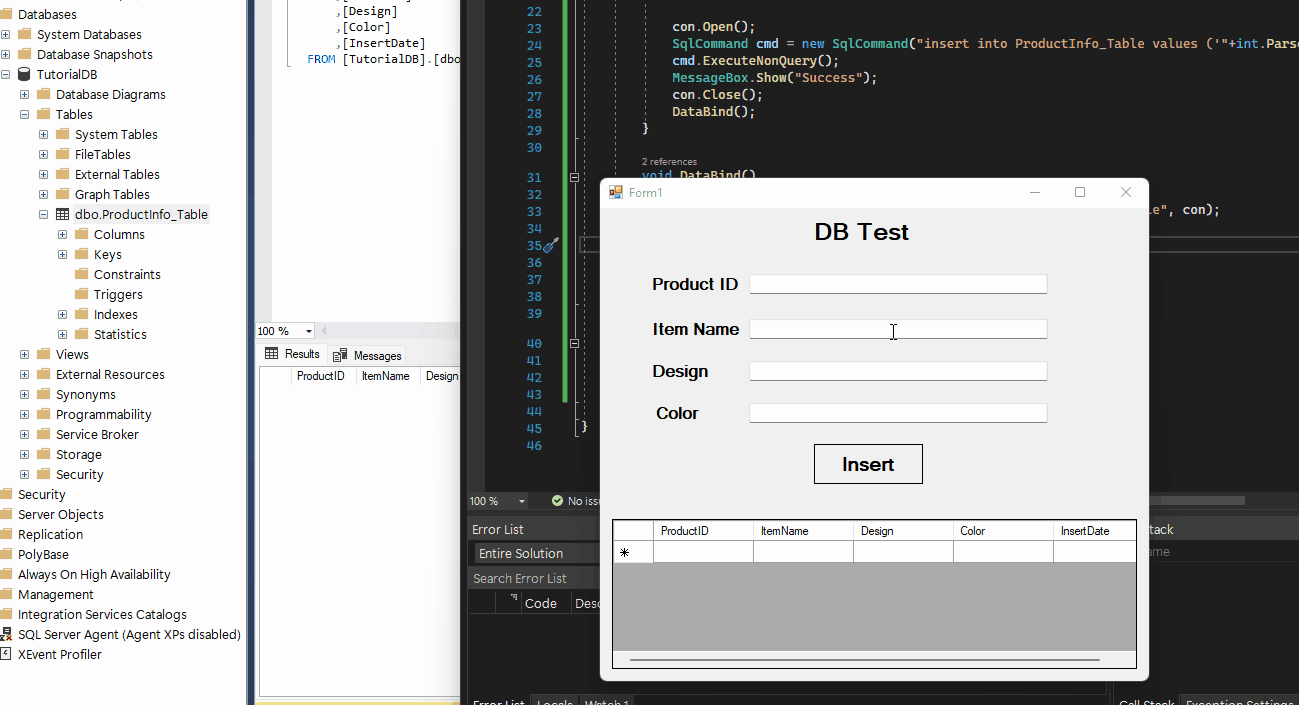 Databases
System Databases
Database Snapshots
TutorialDB
Database Diagrams
Tables
System Tables
FileTables
External Tables
Graph Tables
dbo.ProductInfo_Table
Columns
Keys
Constraints
Triggers
Indexes
Statistics
Views
External Resources
Synonyms
Programmability
Service Broker
Storage
Security
Security
Server Objects
Replication
PolyBase
Always On High Availability
Management
Integration Services Catalogs
SQL Server Agent (Agent XPs disabled)
XEvent Profiler
,[Design]
,[Color]
,[InsertDate]
FROM [TutorialDB].[dbo
100 %
Results Messages
ProductID ItemName Design
22
23 con.Open();
24 SqlCommand cmd = new SqlCommand("insert into ProductInfo_Table values ('"+int.Parse
25 cmd.ExecuteNonQuery();
26 MessageBox.Show("Success");
27 con.Close();
28 DataBind();
29 }
30
2 references
31 void DataBind()
32
33 le", con);
34
35
36
37
38
39
40
41
42
43
44
45 }
46
100 % No issu
Form1
DB Test
Product ID
Item Name
Design
Color
Insert
ProductID ItemName Design Color InsertDate
Error List
Entire Solution
Search Error List
Code Desc
Error List Locals Watch 1
tack
ame
Call Stack Exception Settings